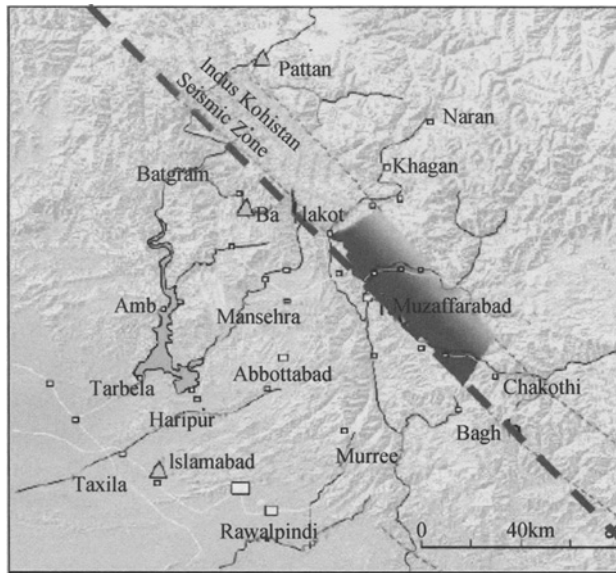 Pattan
Indus Kohistan
Seismic Zone
Naran
Khagan
Batgram
Ba lakot
Amb
Mansehra
Muzaffarabad
Abbottabad
Chakothi
Tarbela
Haripur
Bagh
Murree
Islamabad
Taxila
Rawalpindi
0 40km